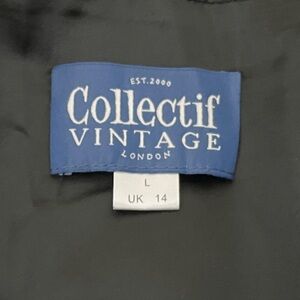 EST.2000
Collectif
VINTAGE
LONDON
L
UK 14